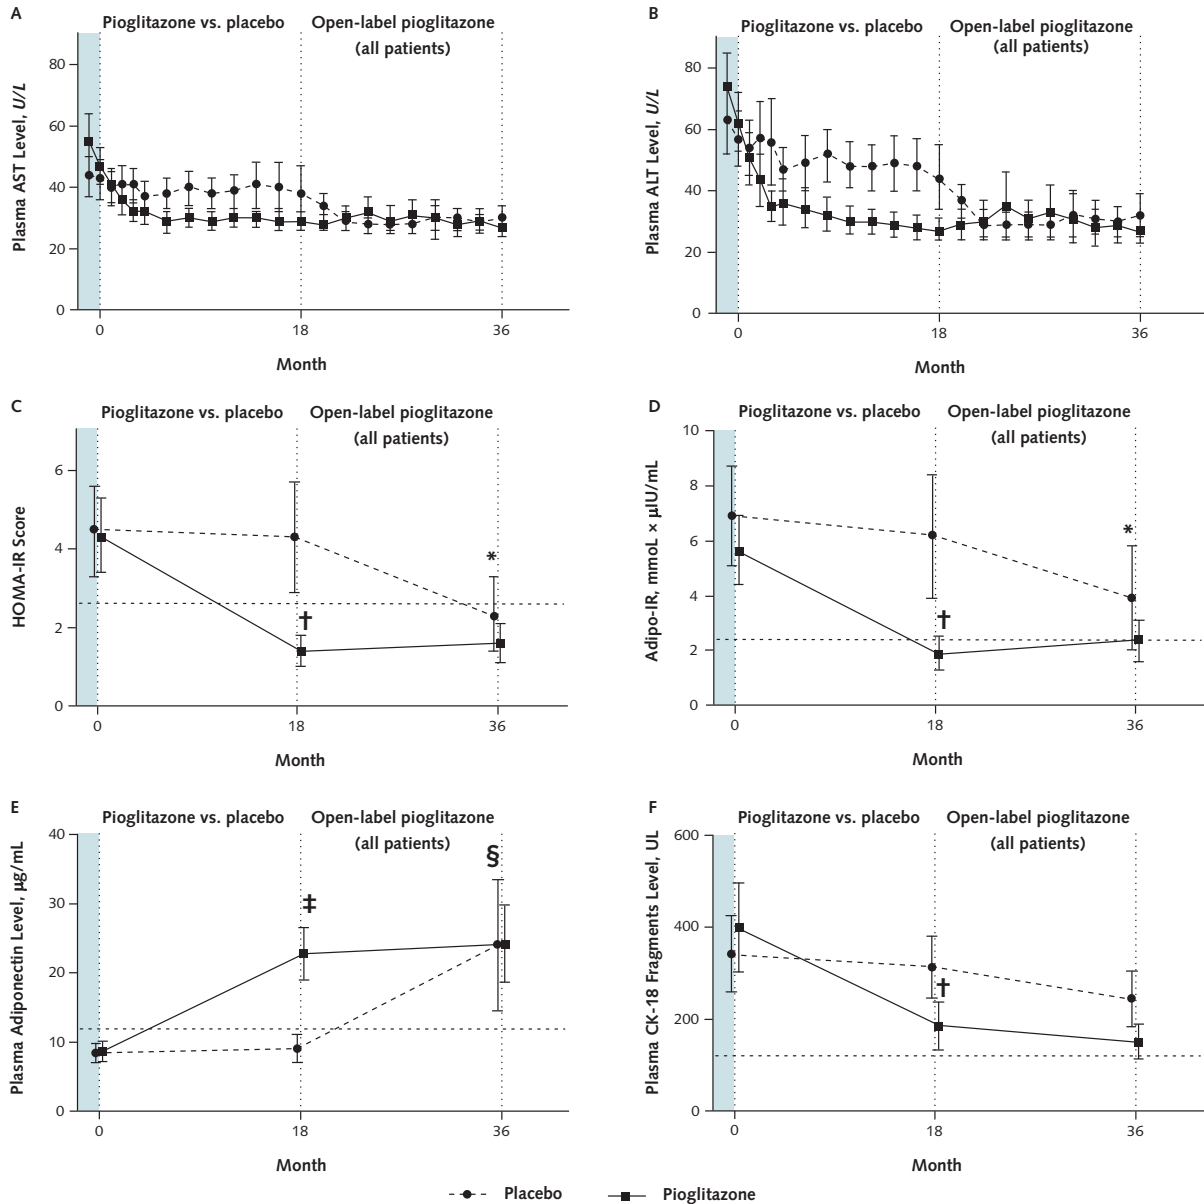 A
Pioglitazone vs. placebo
Open-label pioglitazone
(all patients)
Plasma AST Level, U/L
80
60
40
20
0
0
18
36
Month
B
Pioglitazone vs. placebo
Open-label pioglitazone
(all patients)
Plasma ALT Level, U/L
80
60
40
20
0
0
18
36
Month
C
Pioglitazone vs. placebo
Open-label pioglitazone
(all patients)
HOMA-IR Score
6
4
2
0
*
†
0
18
36
Month
D
Pioglitazone vs. placebo
Open-label pioglitazone
(all patients)
Adipo-IR, mmoL × µIU/mL
10
8
6
4
2
0
*
†
0
18
36
Month
E
Pioglitazone vs. placebo
Open-label pioglitazone
(all patients)
Plasma Adiponectin Level, µg/mL
40
30
20
10
0
§
‡
0
18
36
Month
F
Pioglitazone vs. placebo
Open-label pioglitazone
(all patients)
Plasma CK-18 Fragments Level, UL
600
400
200
0
†
0
18
36
Month
Placebo
Pioglitazone